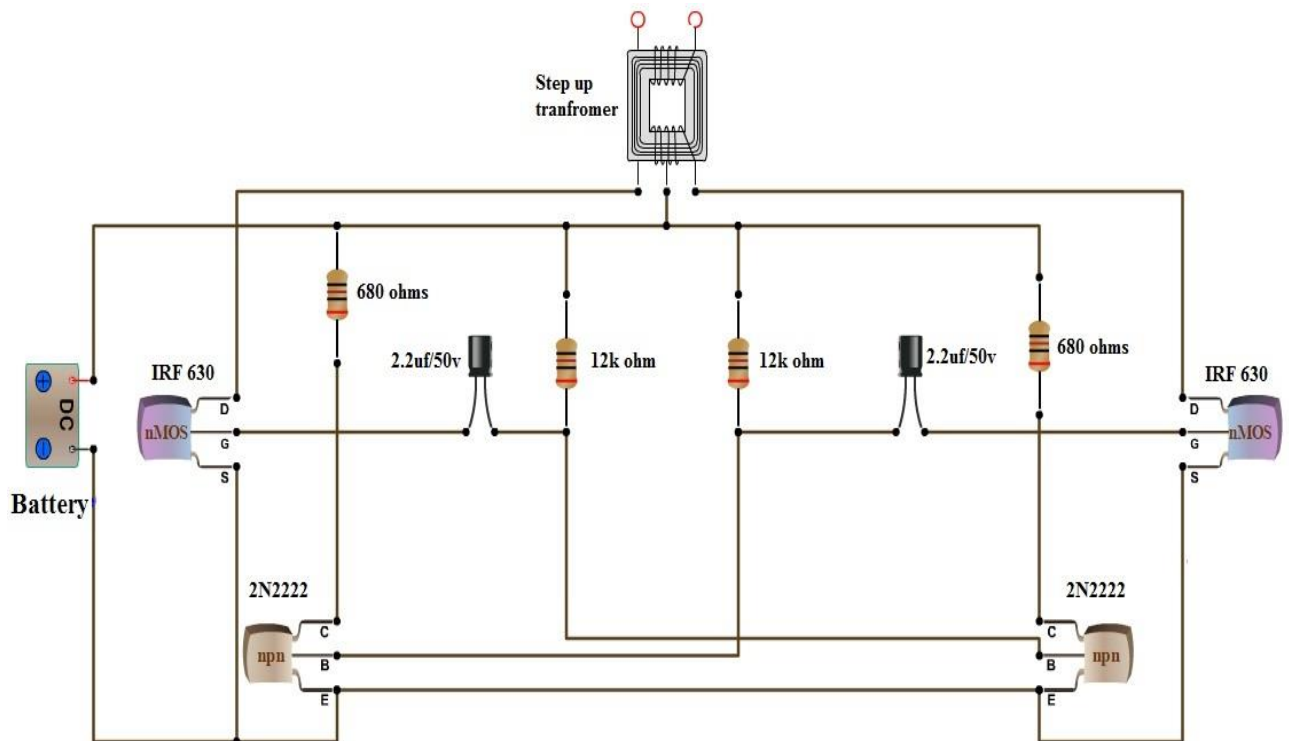 Step up
tranfromer
680 ohms
2.2uf/50v
12k ohm
12k ohm
2.2uf/50v
680 ohms
IRF 630
IRF 630
DC
nMOS
D
G
S
D
G
S
nMOS
Battery
2N2222
2N2222
npn
C
B
E
C
B
E
npn